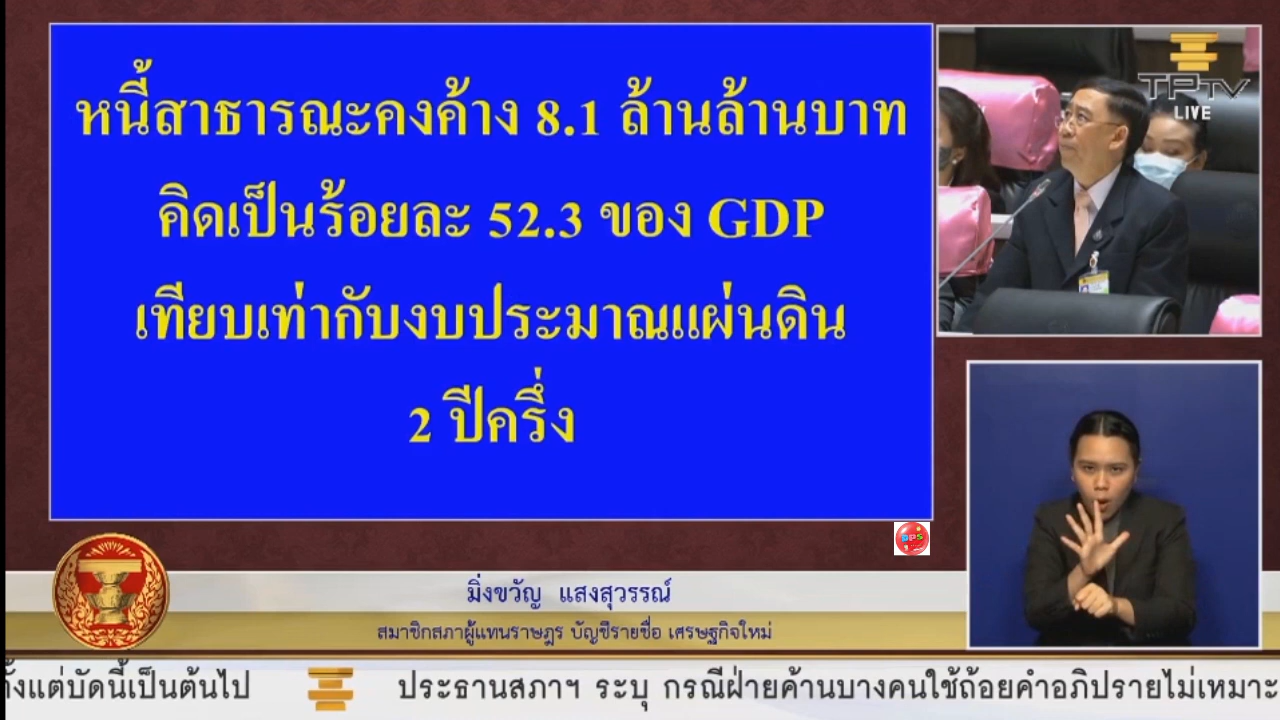 หนี้สาธารณะคงค้าง 8.1 ล้านล้านบาท
คิดเป็นร้อยละ 52.3 ของ GDP
เทียบเท่ากับงบประมาณแผ่นดิน
2 ปีครึ่ง
TPTV
LIVE
DPS
มิ่งขวัญ แสงสุวรรณ์
สมาชิกสภาผู้แทนราษฎร บัญชีรายชื่อ เศรษฐกิจใหม่
ตั้งแต่บัดนี้เป็นต้นไป ประธานสภาฯ ระบุ กรณีฝ่ายค้านบางคนใช้ถ้อยคำอภิปรายไม่เหมาะ